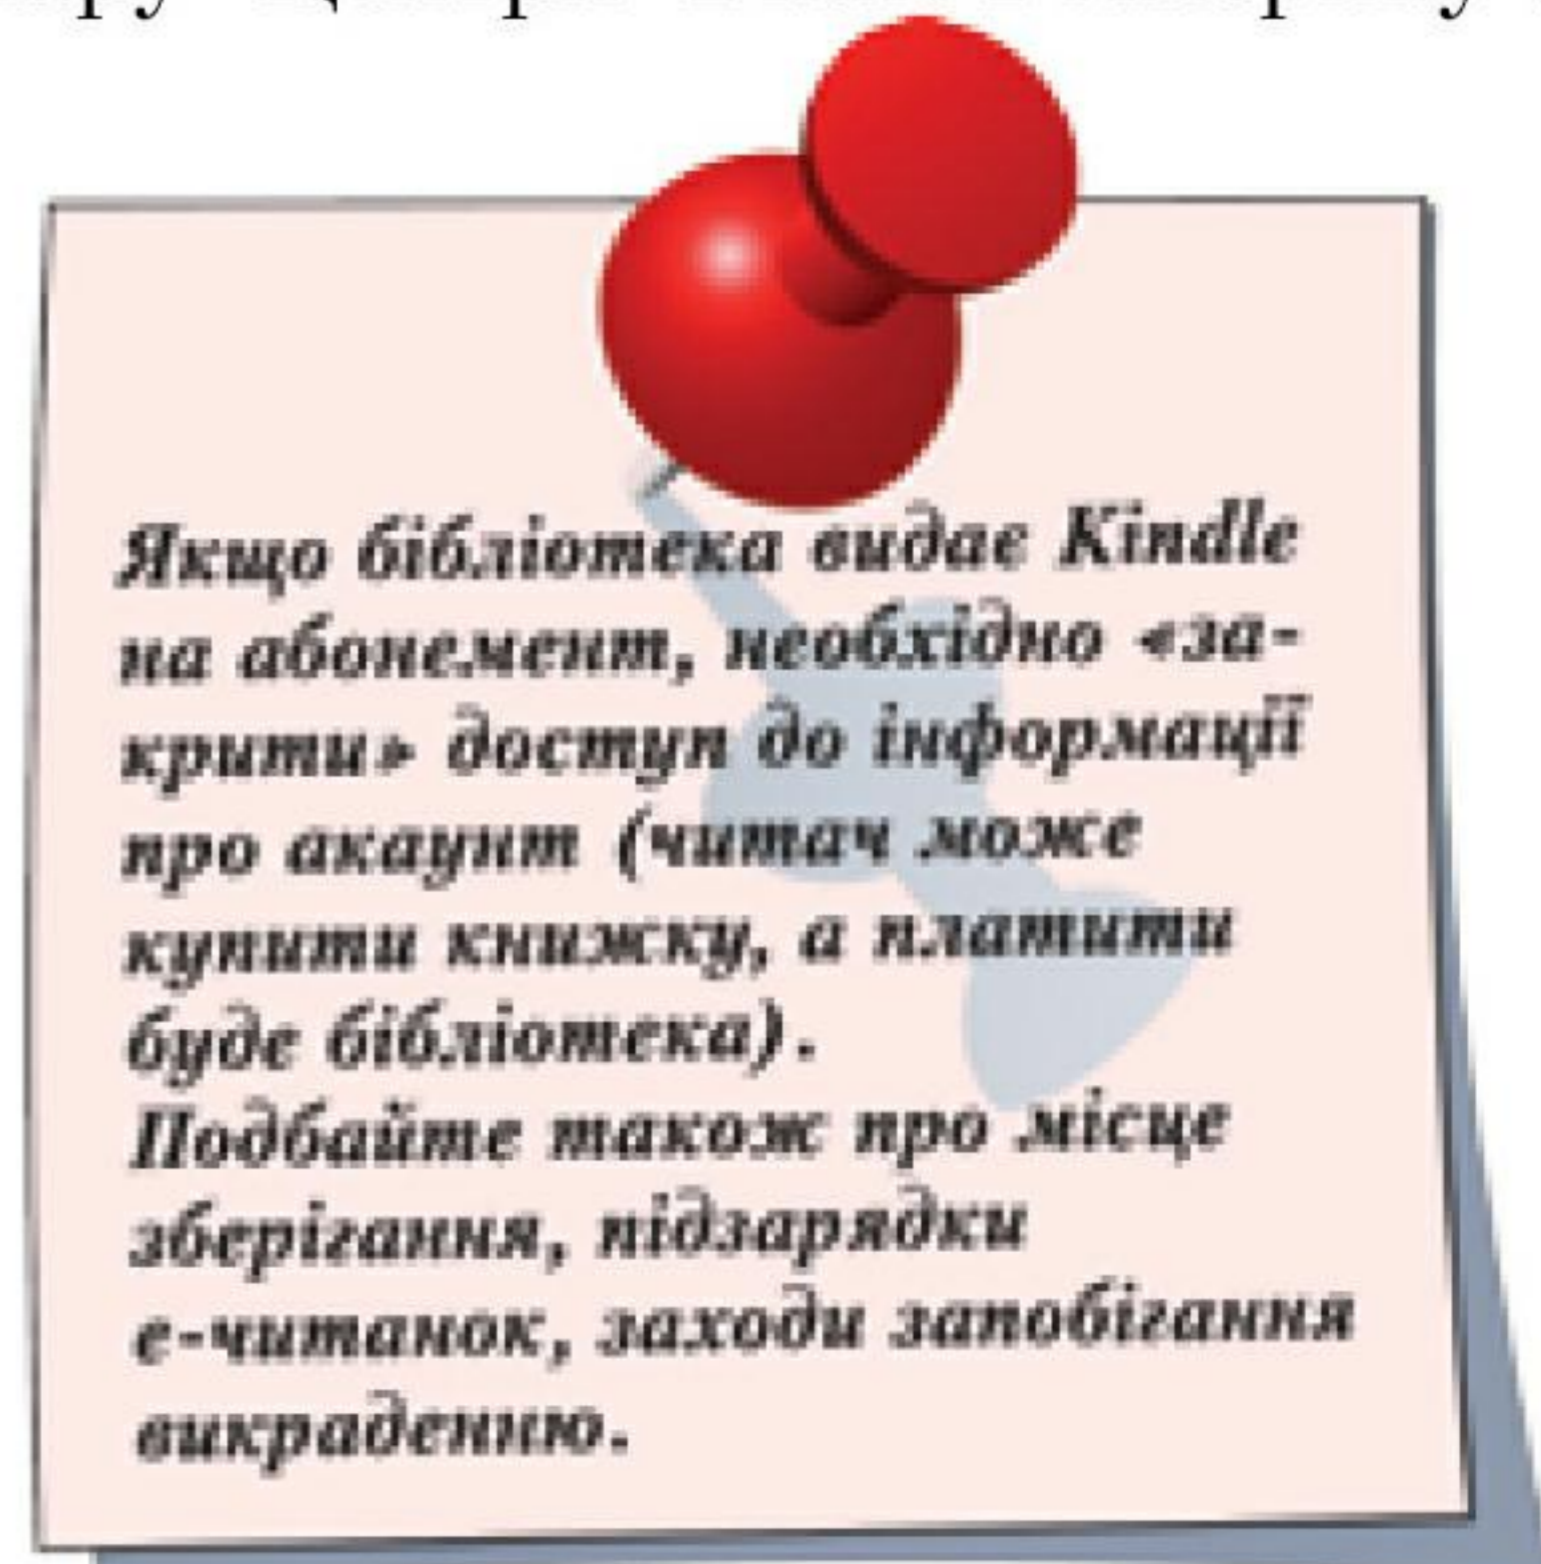 Якщо бібліотека видає Kindle
на абонемент, необхідно «за-
крити» доступ до інформації
про акаунт (читач може
купити книжку, а платити
буде бібліотека).
Подбайте також про місце
зберігання, підзарядки
е-читанок, заходи запобігання
викраденню.